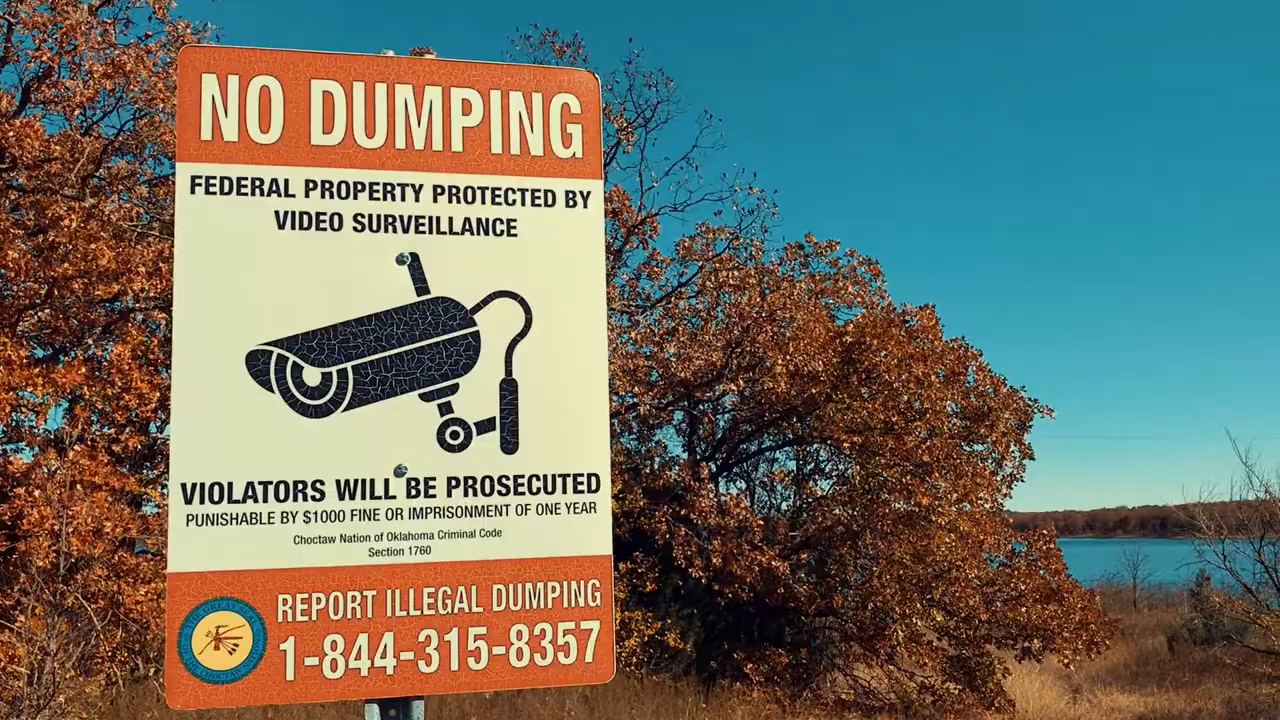 NO DUMPING
FEDERAL PROPERTY PROTECTED BY
VIDEO SURVEILLANCE
VIOLATORS WILL BE PROSECUTED
PUNISHABLE BY $1000 FINE OR IMPRISONMENT OF ONE YEAR
Choctaw Nation of Oklahoma Criminal Code
Section 1760
REPORT ILLEGAL DUMPING
1-844-315-8357